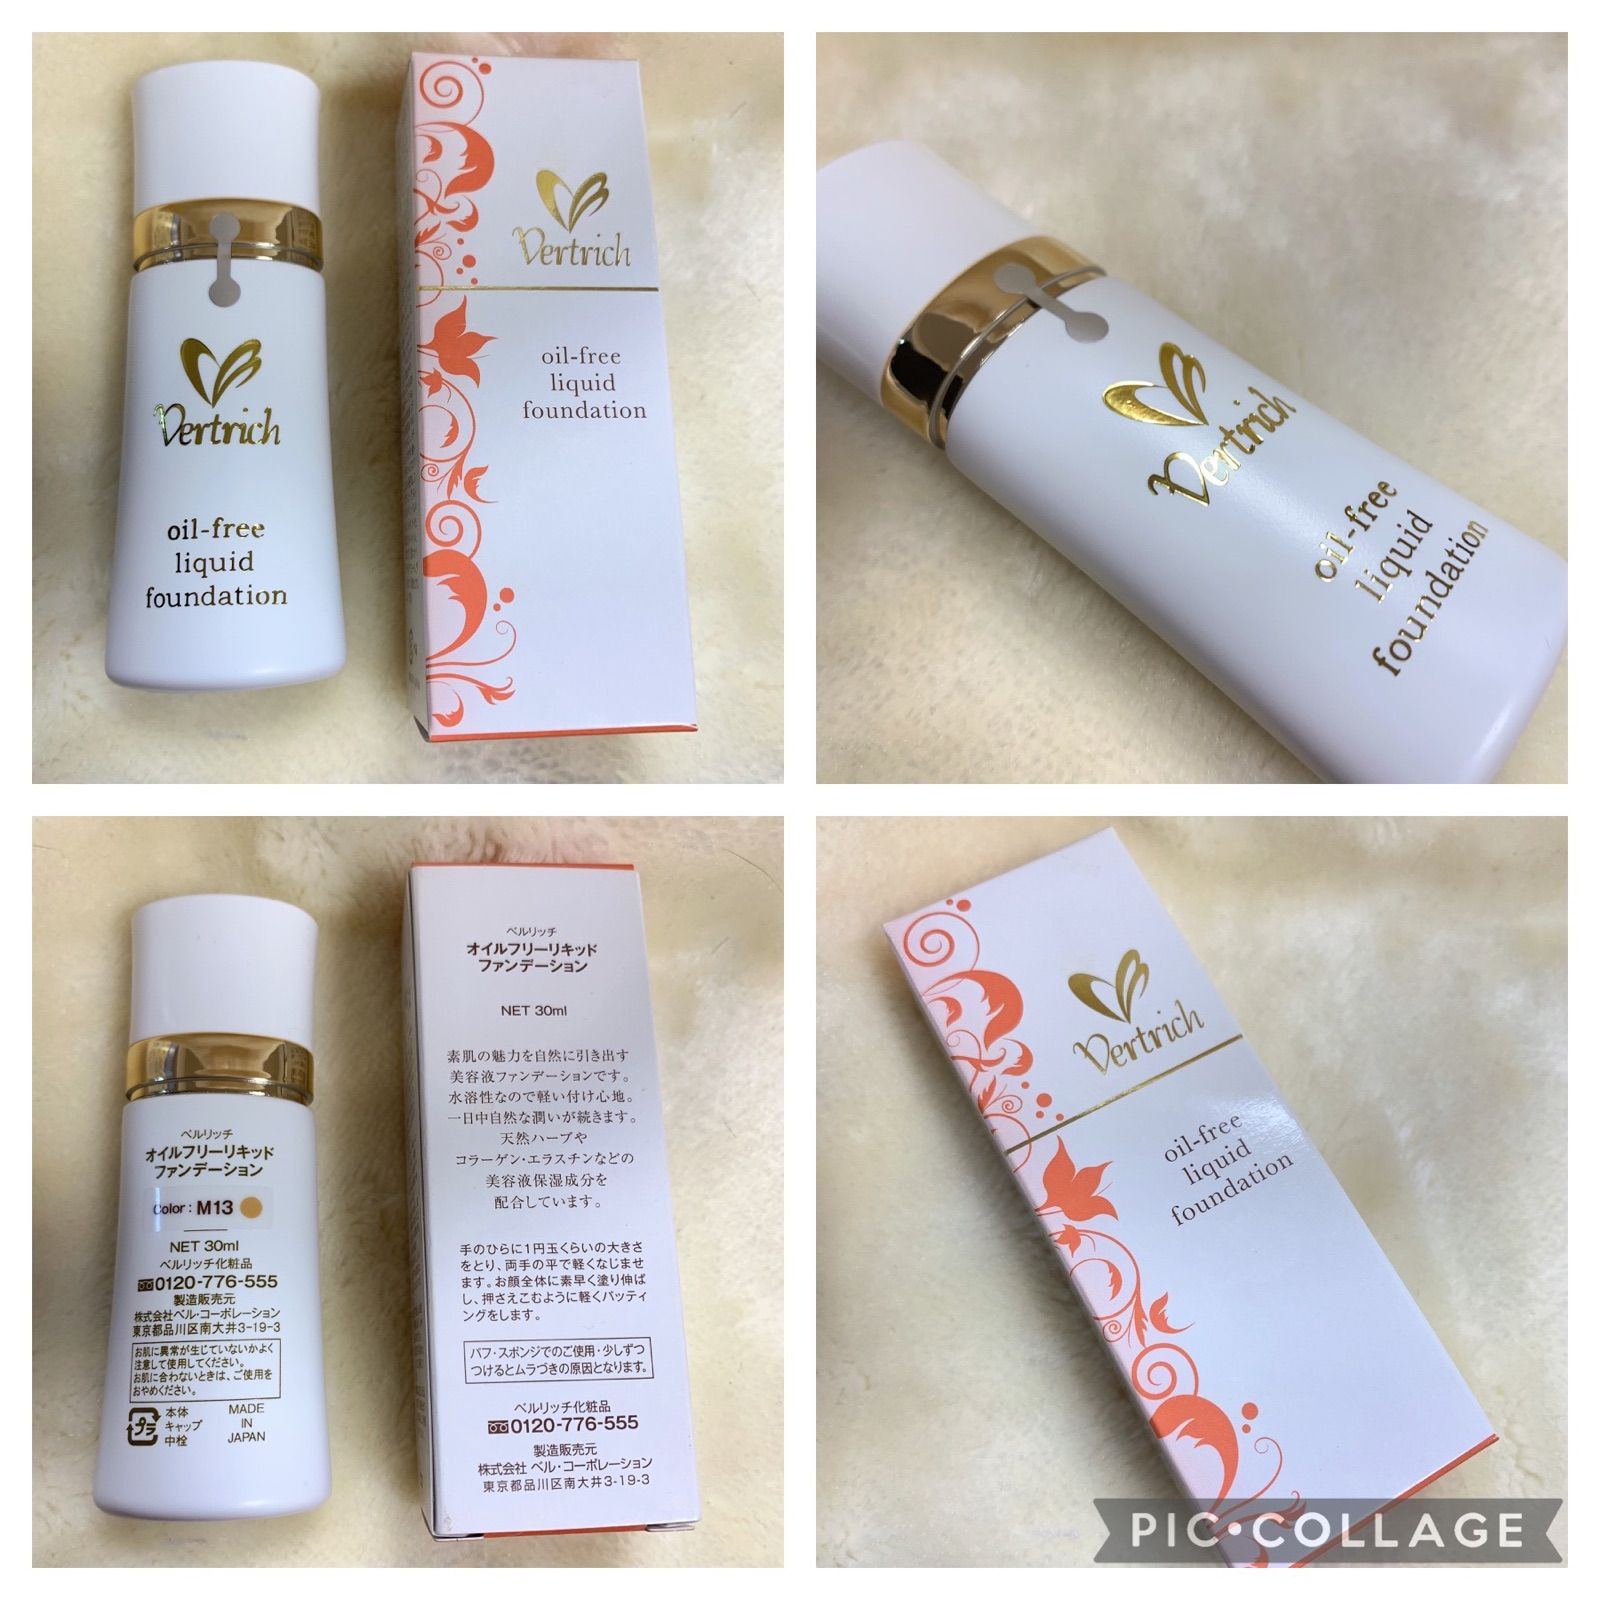 Vertrich
oil-free
liquid
foundation
Vertrich
oil-free
liquid
foundation
Vertrich
oil-free
liquid
foundation
ベルリッチ
オイルフリーリキッド
ファンデーション
Color : M13
NET 30ml
ベルリッチ化粧品
0120-776-555
製造販売元
株式会社ベル・コーポレーション
東京都品川区南大井3-19-3
お肌に異常が生じていないかよく
注意して使用してください。
お肌に合わないときは、ご使用を
おやめください。
プラ
本体
キャップ
中栓
MADE
IN
JAPAN
ベルリッチ
オイルフリーリキッド
ファンデーション
NET 30ml
素肌の魅力を自然に引き出す
美容液ファンデーションです。
水溶性なので軽い付け心地。
一日中自然な潤いが続きます。
天然ハーブや
コラーゲン・エラスチンなどの
美容液保湿成分を
配合しています。
手のひらに1円玉くらいの大きさ
をとり、両手の平で軽くなじませ
ます。お顔全体に素早く塗り伸ば
し、押さえこむように軽くパッティ
ングをします。
パフ・スポンジでのご使用・少しずつ
つけるとムラづきの原因となります。
ベルリッチ化粧品
0120-776-555
製造販売元
株式会社 ベル・コーポレーション
東京都品川区南大井3-19-3
Vertrich
oil-free
liquid
foundation
PIC•COLLAGE